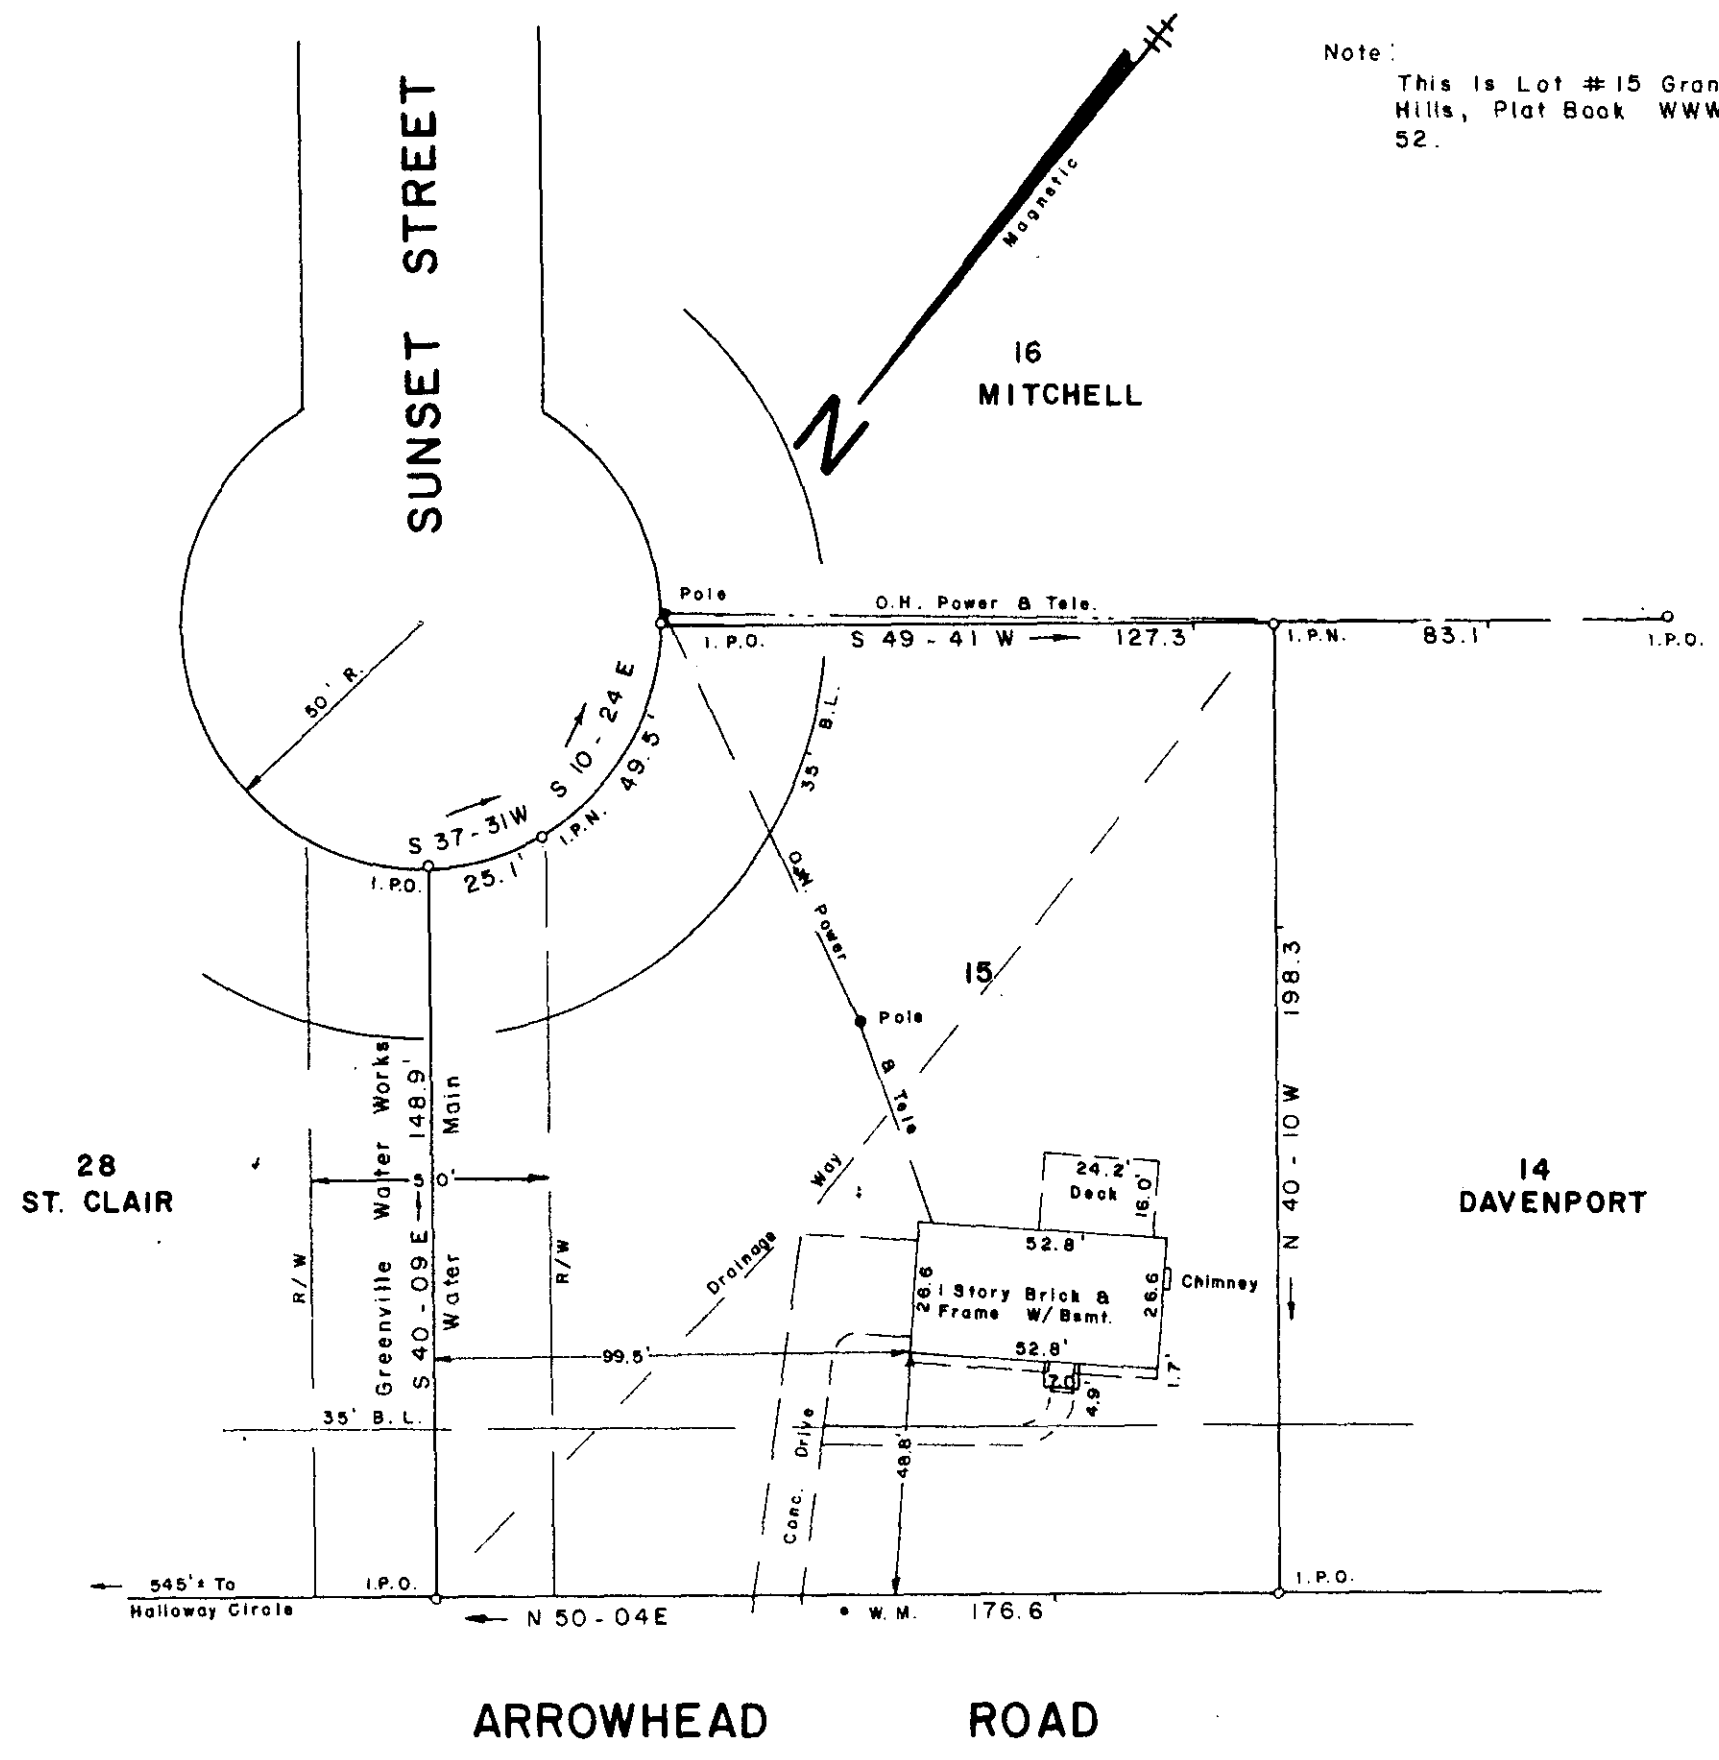 Note:
This Is Lot #15 Gran
Hills, Plat Book WWW
52.
SUNSET STREET
Magnetic
N
16
MITCHELL
Pole
O.H. Power & Tele.
I.P.O.
S 49-41 W
127.3'
I.P.N.
83.1'
I.P.O.
50' R.
S 10-24 E
49.5'
35' B.L.
S 37-31W
I.P.N.
I.P.O.
25.1'
O.H. Power
& Tele
15
Pole
198.3'
N 40-10 W
Greenville Water Works
S 40-09 E
148.9'
Water Main
50'
R/W
R/W
28
ST. CLAIR
14
DAVENPORT
Way
Drainage
24.2'
Deck
16.0'
52.8'
26.6
1 Story Brick &
Frame W/ Bsmt.
26.6
Chimney
52.8'
1.7'
7.0'
4.9'
99.5'
35' B.L.
Conc. Drive
48.8'
545'± To
Halloway Circle
I.P.O.
I.P.O.
N 50-04E
W.M.
176.6'
ARROWHEAD ROAD